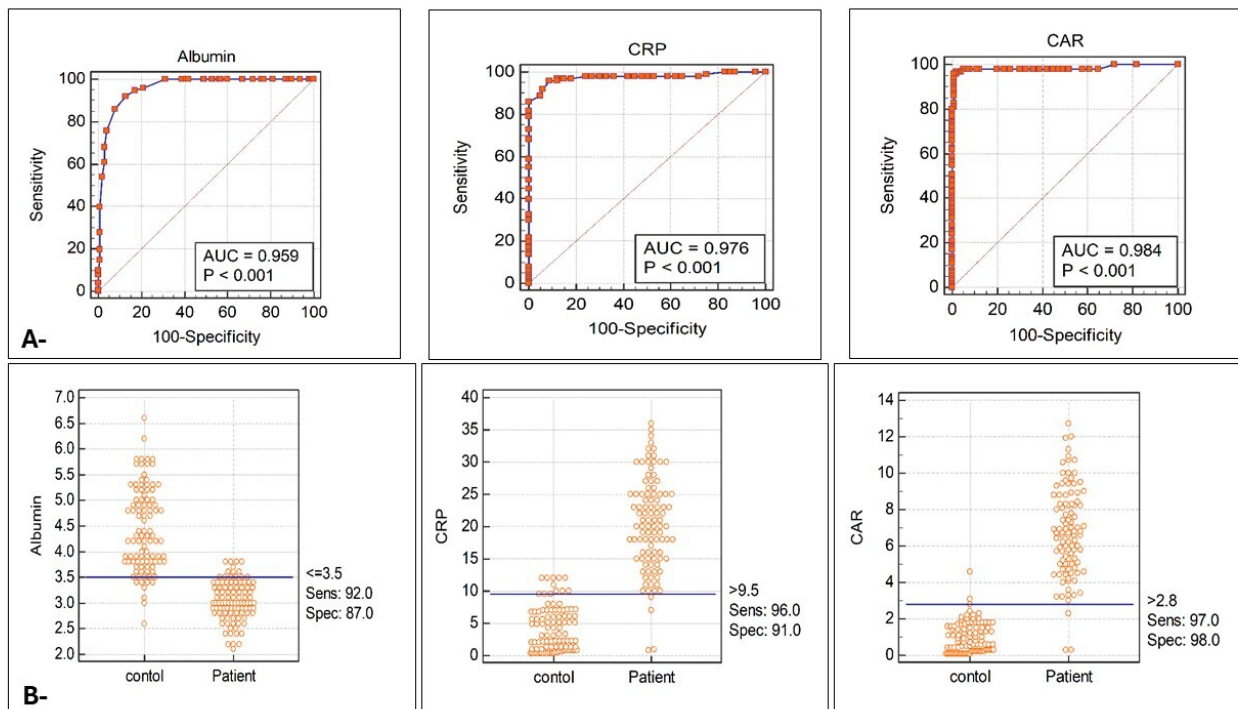 Albumin
Sensitivity
100
80
60
40
20
0
AUC = 0.959
P < 0.001
0 20 40 60 80 100
100-Specificity
A-
CRP
Sensitivity
100
80
60
40
20
0
AUC = 0.976
P < 0.001
0 20 40 60 80 100
100-Specificity
CAR
Sensitivity
100
80
60
40
20
0
AUC = 0.984
P < 0.001
0 20 40 60 80 100
100-Specificity
Albumin
7.0
6.5
6.0
5.5
5.0
4.5
4.0
3.5
3.0
2.5
2.0
<=3.5
Sens: 92.0
Spec: 87.0
contol Patient
B-
CRP
40
35
30
25
20
15
10
5
0
>9.5
Sens: 96.0
Spec: 91.0
contol Patient
CAR
14
12
10
8
6
4
2
0
>2.8
Sens: 97.0
Spec: 98.0
contol Patient